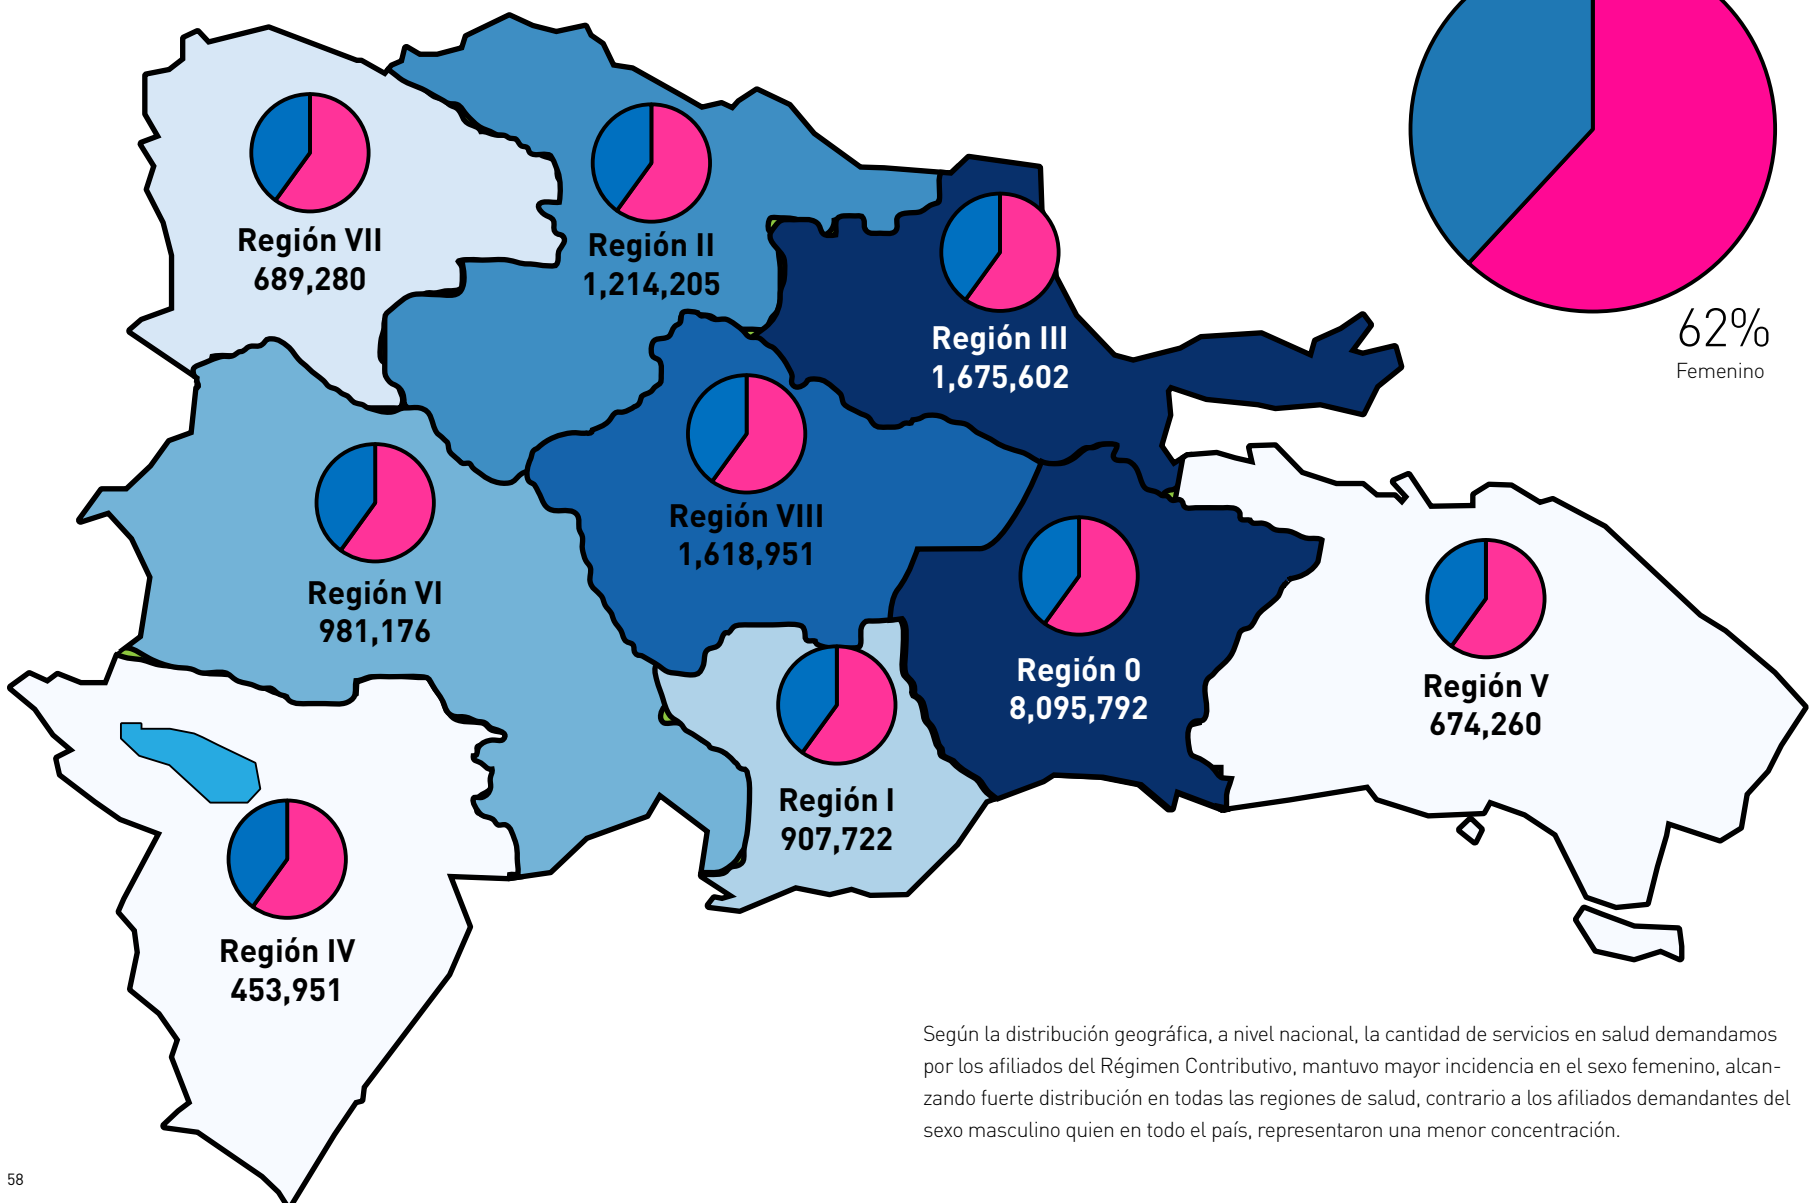 Región VII
689,280
Región II
1,214,205
Región III
1,675,602
62%
Femenino
Región VIII
1,618,951
Región VI
981,176
Región 0
8,095,792
Región V
674,260
Región I
907,722
Región IV
453,951
Según la distribución geográfica, a nivel nacional, la cantidad de servicios en salud demandamos
por los afiliados del Régimen Contributivo, mantuvo mayor incidencia en el sexo femenino, alcan-
zando fuerte distribución en todas las regiones de salud, contrario a los afiliados demandantes del
sexo masculino quien en todo el país, representaron una menor concentración.
58